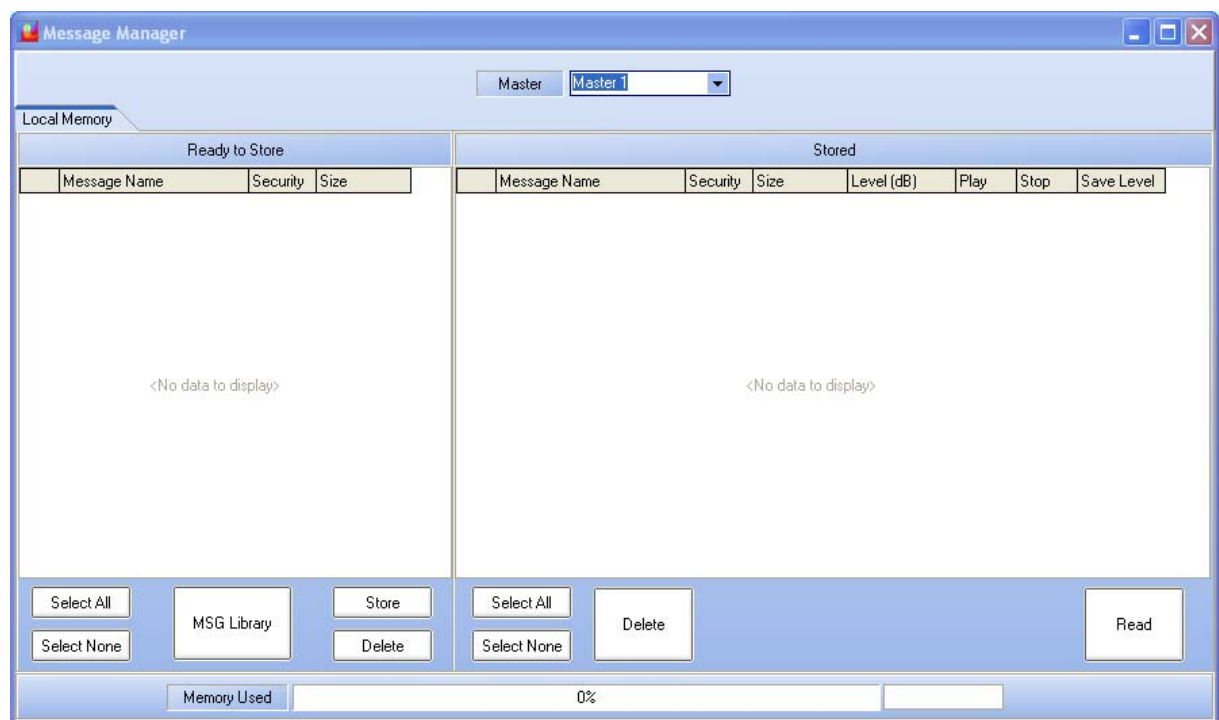 Message Manager
Master Master 1
Local Memory
Ready to Store
Message Name Security Size
<No data to display>
Select All
Select None
MSG Library
Store
Delete
Stored
Message Name Security Size Level (dB) Play Stop Save Level
<No data to display>
Select All
Select None
Delete
Read
Memory Used 0%